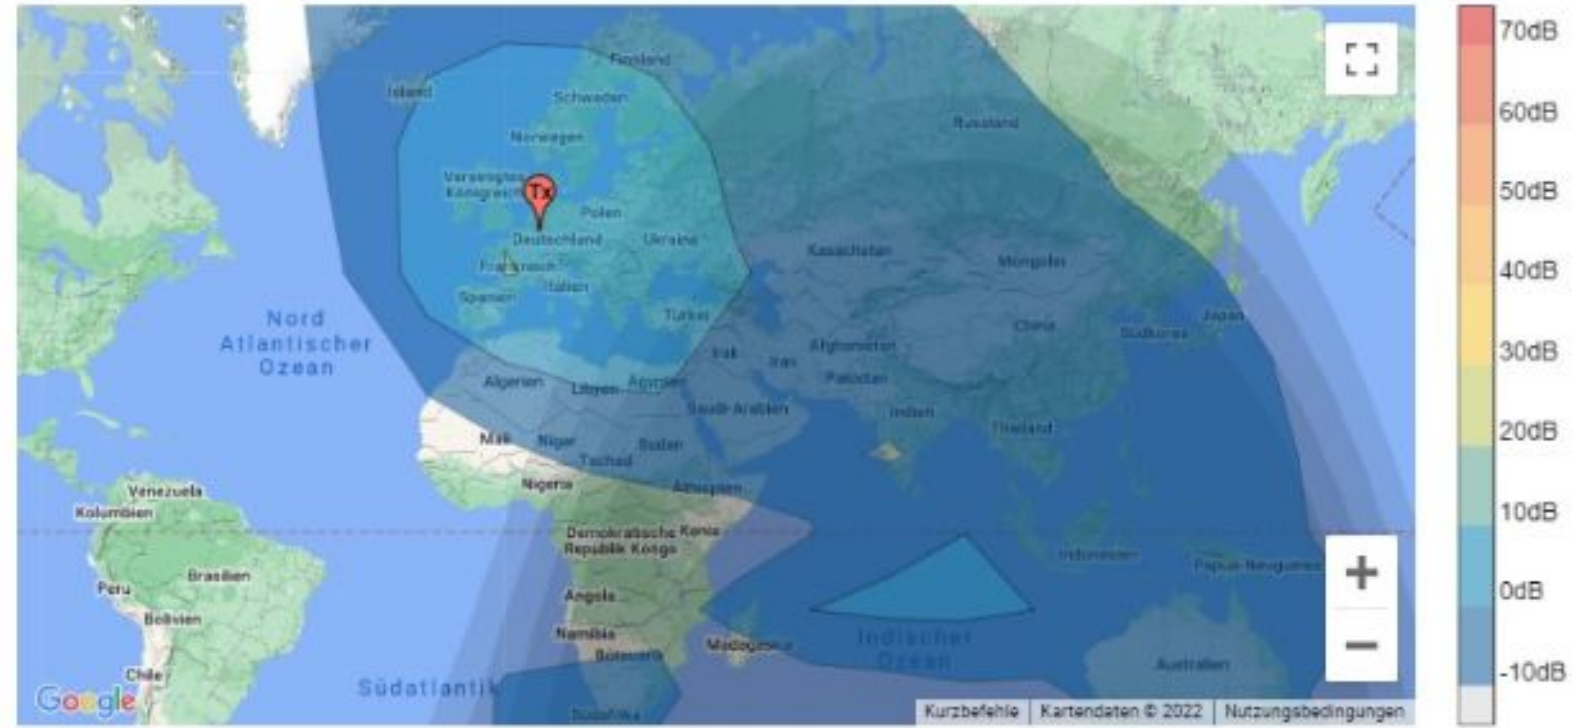 Finnland
Island
Schweden
Norwegen
Russland
Vereinigtes
Königreich
Tx
Polen
Deutschland
Ukraine
Kasachstan
Mongolei
Frankreich
Italien
Spanien
Türkei
Nord
Atlantischer
Ozean
Japan
China
Südkorea
Irak
Iran
Afghanistan
Pakistan
Algerien
Libyen
Ägypten
Saudi-Arabien
Indien
Thailand
Mali
Niger
Sudan
Tschad
Nigeria
Äthiopien
Venezuela
Kolumbien
Demokratische
Republik Kongo
Kenia
Indonesien
Papua-Neuguinea
Brasilien
Peru
Angola
Bolivien
Namibia
Botsuana
Madagaskar
Indischer
Ozean
Australien
Chile
Südatlantik
Südafrika
Google
Kurzbefehle
Kartendaten © 2022
Nutzungsbedingungen
70dB
60dB
50dB
40dB
30dB
20dB
10dB
0dB
-10dB